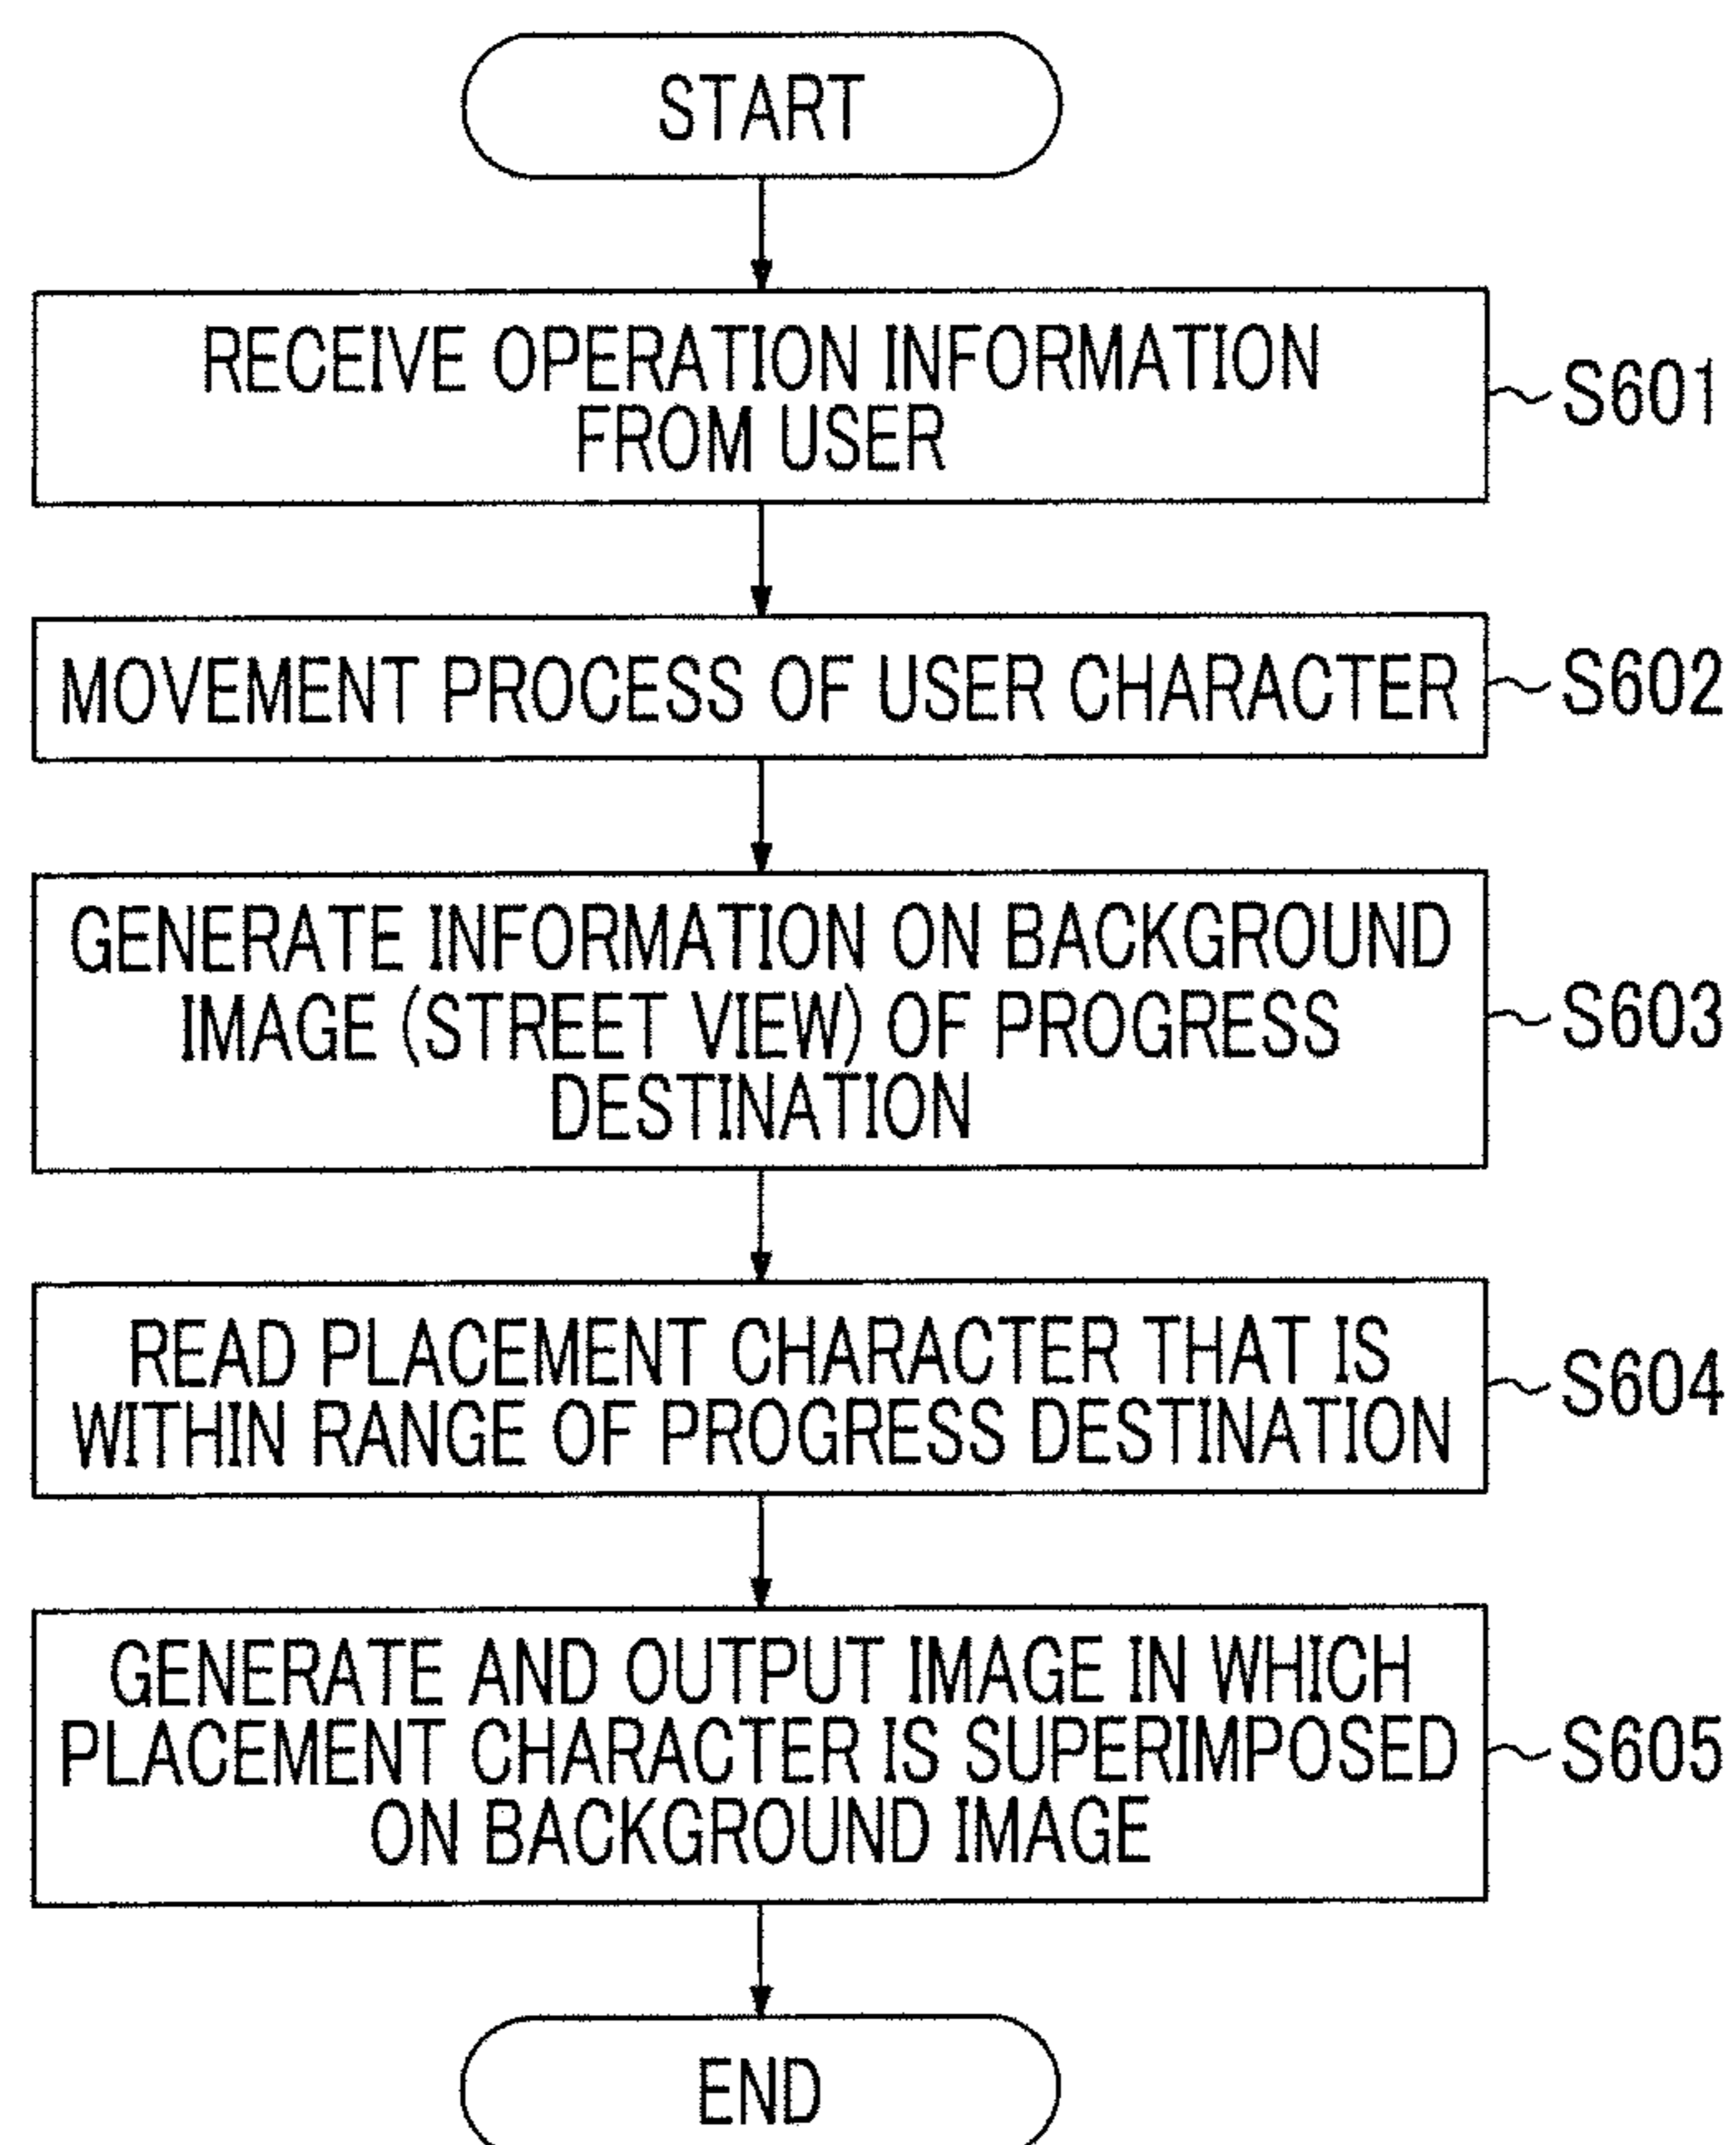 START
RECEIVE OPERATION INFORMATION
FROM USER
S601
MOVEMENT PROCESS OF USER CHARACTER
S602
GENERATE INFORMATION ON BACKGROUND
IMAGE (STREET VIEW) OF PROGRESS
DESTINATION
S603
READ PLACEMENT CHARACTER THAT IS
WITHIN RANGE OF PROGRESS DESTINATION
S604
GENERATE AND OUTPUT IMAGE IN WHICH
PLACEMENT CHARACTER IS SUPERIMPOSED
ON BACKGROUND IMAGE
S605
END